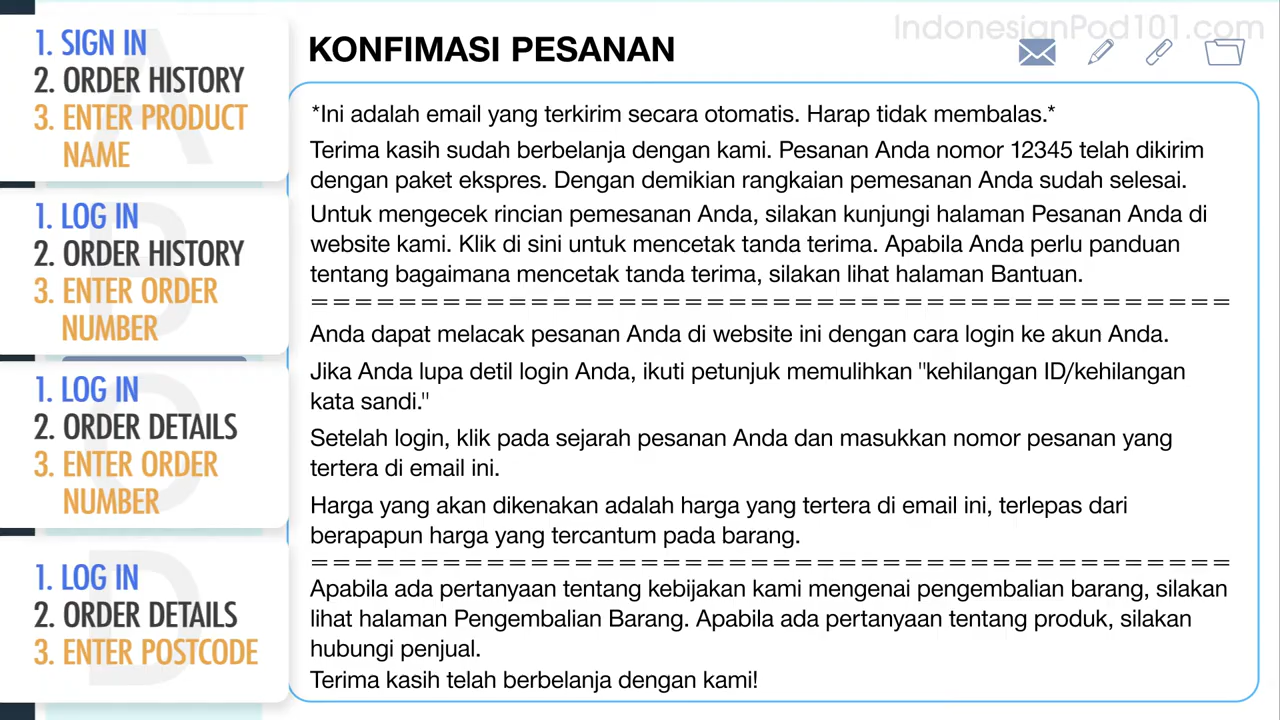 IndonesianPod101.com
1. SIGN IN
2. ORDER HISTORY
3. ENTER PRODUCT
NAME
A
1. LOG IN
2. ORDER HISTORY
3. ENTER ORDER
NUMBER
B
1. LOG IN
2. ORDER DETAILS
3. ENTER ORDER
NUMBER
C
1. LOG IN
2. ORDER DETAILS
3. ENTER POSTCODE
D
KONFIMASI PESANAN
*Ini adalah email yang terkirim secara otomatis. Harap tidak membalas.*
Terima kasih sudah berbelanja dengan kami. Pesanan Anda nomor 12345 telah dikirim
dengan paket ekspres. Dengan demikian rangkaian pemesanan Anda sudah selesai.
Untuk mengecek rincian pemesanan Anda, silakan kunjungi halaman Pesanan Anda di
website kami. Klik di sini untuk mencetak tanda terima. Apabila Anda perlu panduan
tentang bagaimana mencetak tanda terima, silakan lihat halaman Bantuan.
==========================================
Anda dapat melacak pesanan Anda di website ini dengan cara login ke akun Anda.
Jika Anda lupa detil login Anda, ikuti petunjuk memulihkan "kehilangan ID/kehilangan
kata sandi."
Setelah login, klik pada sejarah pesanan Anda dan masukkan nomor pesanan yang
tertera di email ini.
Harga yang akan dikenakan adalah harga yang tertera di email ini, terlepas dari
berapapun harga yang tercantum pada barang.
==========================================
Apabila ada pertanyaan tentang kebijakan kami mengenai pengembalian barang, silakan
lihat halaman Pengembalian Barang. Apabila ada pertanyaan tentang produk, silakan
hubungi penjual.
Terima kasih telah berbelanja dengan kami!